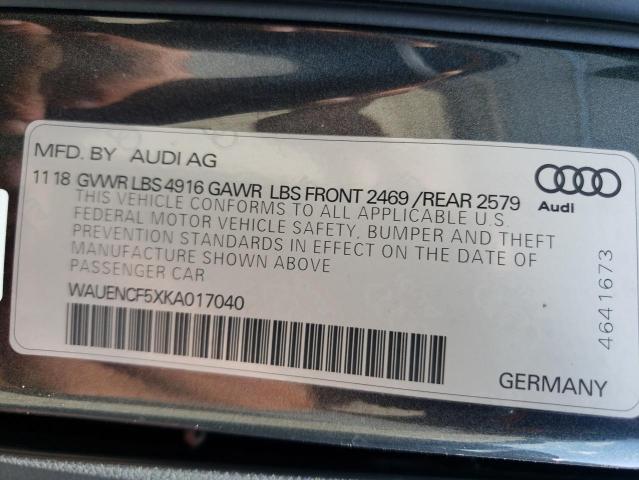 MFD. BY AUDI AG
11 18 GVWR LBS 4916 GAWR LBS FRONT 2469 /REAR 2579
THIS VEHICLE CONFORMS TO ALL APPLICABLE U.S.
FEDERAL MOTOR VEHICLE SAFETY, BUMPER AND THEFT
PREVENTION STANDARDS IN EFFECT ON THE DATE OF
MANUFACTURE SHOWN ABOVE
PASSENGER CAR
WAUENCF5XKA017040
Audi
4641673
GERMANY